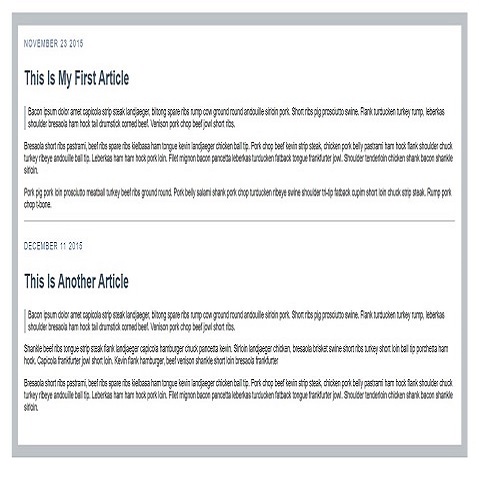 NOVEMBER 23 2015
This Is My First Article
Bacon ipsum dolor amet capicola strip steak landjaeger, bitong spare ribs rump cow ground round andouille sirloin pork. Short ribs pig prosciutto swine. Flank turducken turkey rump, leberkas
shoulder bresaola ham hock tail drumstick corned beef. Venison pork chop beef jowl short ribs.
Bresaola short ribs pastrami, beef ribs spare ribs kielbasa ham tongue kevin landjaeger chicken ball tip. Pork chop beef kevin strip steak, chicken pork belly pastrami ham hock flank shoulder chuck
turkey ribeye andouille ball tip. Leberkas ham ham hock pork loin. Filet mignon bacon pancetta leberkas turducken fatback tongue frankfurter jowl. Shoulder tenderloin chicken shank bacon shankle
sirloin.
Pork pig pork loin prosciutto meatball turkey beef ribs ground round. Pork belly salami shank pork chop turducken ribeye swine shoulder tri-tip fatback cupim short loin chuck strip steak. Rump pork
chop t-bone.
DECEMBER 11 2015
This Is Another Article
Bacon ipsum dolor amet capicola strip steak landjaeger, bitong spare ribs rump cow ground round andouille sirloin pork. Short ribs pig prosciutto swine. Flank turducken turkey rump, leberkas
shoulder bresaola ham hock tail drumstick corned beef. Venison pork chop beef jowl short ribs.
Shankle beef ribs tongue strip steak flank landjaeger capicola hamburger chuck pancetta kevin. Sirloin landjaeger chicken, bresaola brisket swine short ribs turkey short loin ball tip porchetta ham
hock. Capicola frankfurter jowl short loin. Kevin flank hamburger, beef venison shankle short loin bresaola frankfurter
Bresaola short ribs pastrami, beef ribs spare ribs kielbasa ham tongue kevin landjaeger chicken ball tip. Pork chop beef kevin strip steak, chicken pork belly pastrami ham hock flank shoulder chuck
turkey ribeye andouille ball tip. Leberkas ham ham hock pork loin. Filet mignon bacon pancetta leberkas turducken fatback tongue frankfurter jowl. Shoulder tenderloin chicken shank bacon shankle
sirloin.